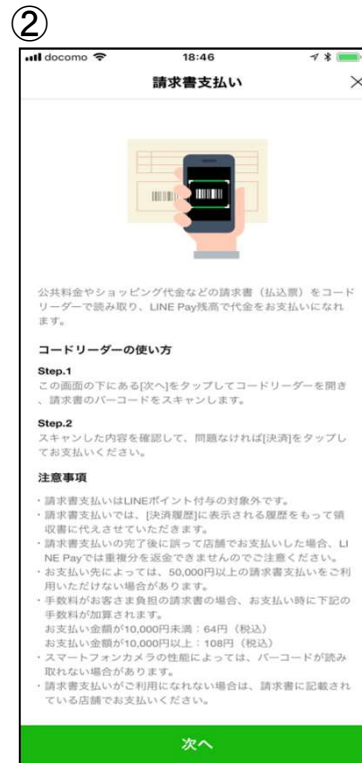 ②
docomo 18:46
請求書支払い
公共料金やショッピング代金などの請求書（払込票）をコード
リーダーで読み取り、LINE Pay残高で代金をお支払いになれ
ます。
コードリーダーの使い方
Step.1
この画面の下にある[次へ]をタップしてコードリーダーを開き
、請求書のバーコードをスキャンします。
Step.2
スキャンした内容を確認して、問題なければ[決済]をタップし
てお支払いください。
注意事項
・請求書支払いはLINEポイント付与の対象外です。
・請求書支払いでは、[決済履歴]に表示される履歴をもって領
収書に代えさせていただきます。
・請求書支払いの完了後に誤って店舗でお支払いした場合、LI
NE Payでは重複分を返金できませんのでご注意ください。
・お支払い先によっては、50,000円以上の請求書支払いをご利
用いただけない場合があります。
・手数料がお客さま負担の請求書の場合、お支払い時に下記の
手数料が加算されます。
お支払い金額が10,000円未満：64円（税込）
お支払い金額が10,000円以上：108円（税込）
・スマートフォンカメラの性能によっては、バーコードが読み
取れない場合があります。
・請求書支払いがご利用になれない場合は、請求書に記載され
ている店舗でお支払いください。
次へ